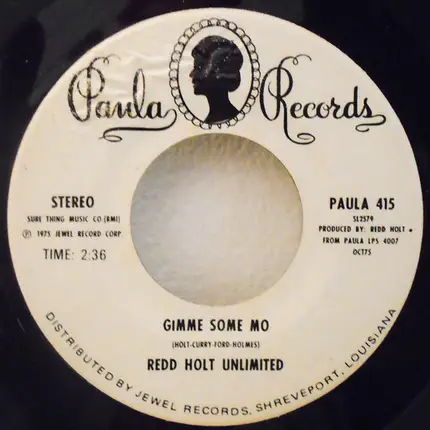 Paula Records
STEREO
SURE THING MUSIC CO.(BMI)
℗ 1975 JEWEL RECORD CORP.
TIME: 2:36
PAULA 415
SL2579
PRODUCED BY: REDD HOLT
FROM PAULA LPS 4007
OCT75
GIMME SOME MO
(HOLT-CURRY-FORD-HOLMES)
REDD HOLT UNLIMITED
DISTRIBUTED BY JEWEL RECORDS. SHREVEPORT, LOUISIANA